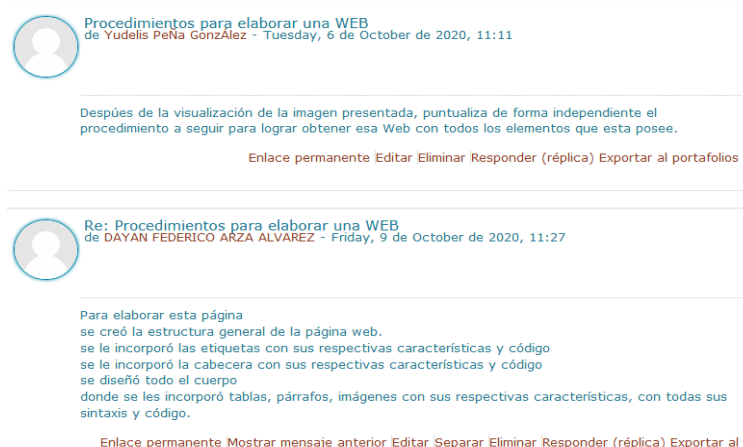 Procedimientos para elaborar una WEB
de Yudelis PeÑa GonzÁlez - Tuesday, 6 de October de 2020, 11:11
Despúes de la visualización de la imagen presentada, puntualiza de forma independiente el
procedimiento a seguir para lograr obtener esa Web con todos los elementos que esta posee.
Enlace permanente Editar Eliminar Responder (réplica) Exportar al portafolios
Re: Procedimientos para elaborar una WEB
de DAYAN FEDERICO ARZA ALVAREZ - Friday, 9 de October de 2020, 11:27
Para elaborar esta página
se creó la estructura general de la página web.
se le incorporó las etiquetas con sus respectivas características y código
se le incorporó la cabecera con sus respectivas características y código
se diseñó todo el cuerpo
donde se les incorporó tablas, párrafos, imágenes con sus respectivas características, con todas sus
sintaxis y código.
Enlace permanente Mostrar mensaje anterior Editar Separar Eliminar Responder (réplica) Exportar al